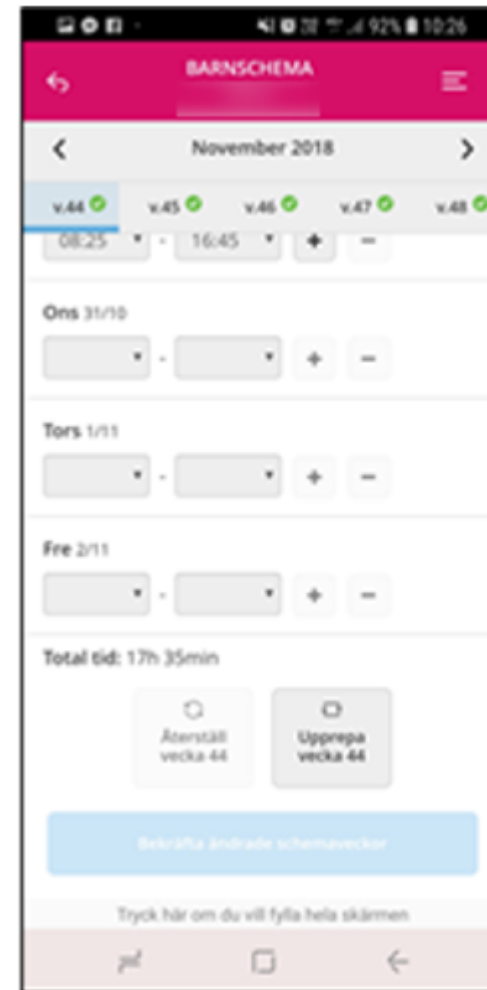 92% 10:26
BARNSCHEMA
November 2018
v.44 v.45 v.46 v.47 v.48
08:25 - 16:45 + -
Ons 31/10
- + -
Tors 1/11
- + -
Fre 2/11
- + -
Total tid: 17h 35min
Återställ
vecka 44
Upprepa
vecka 44
Bekräfta ändrade schemaveckor
Tryck här om du vill fylla hela skärmen